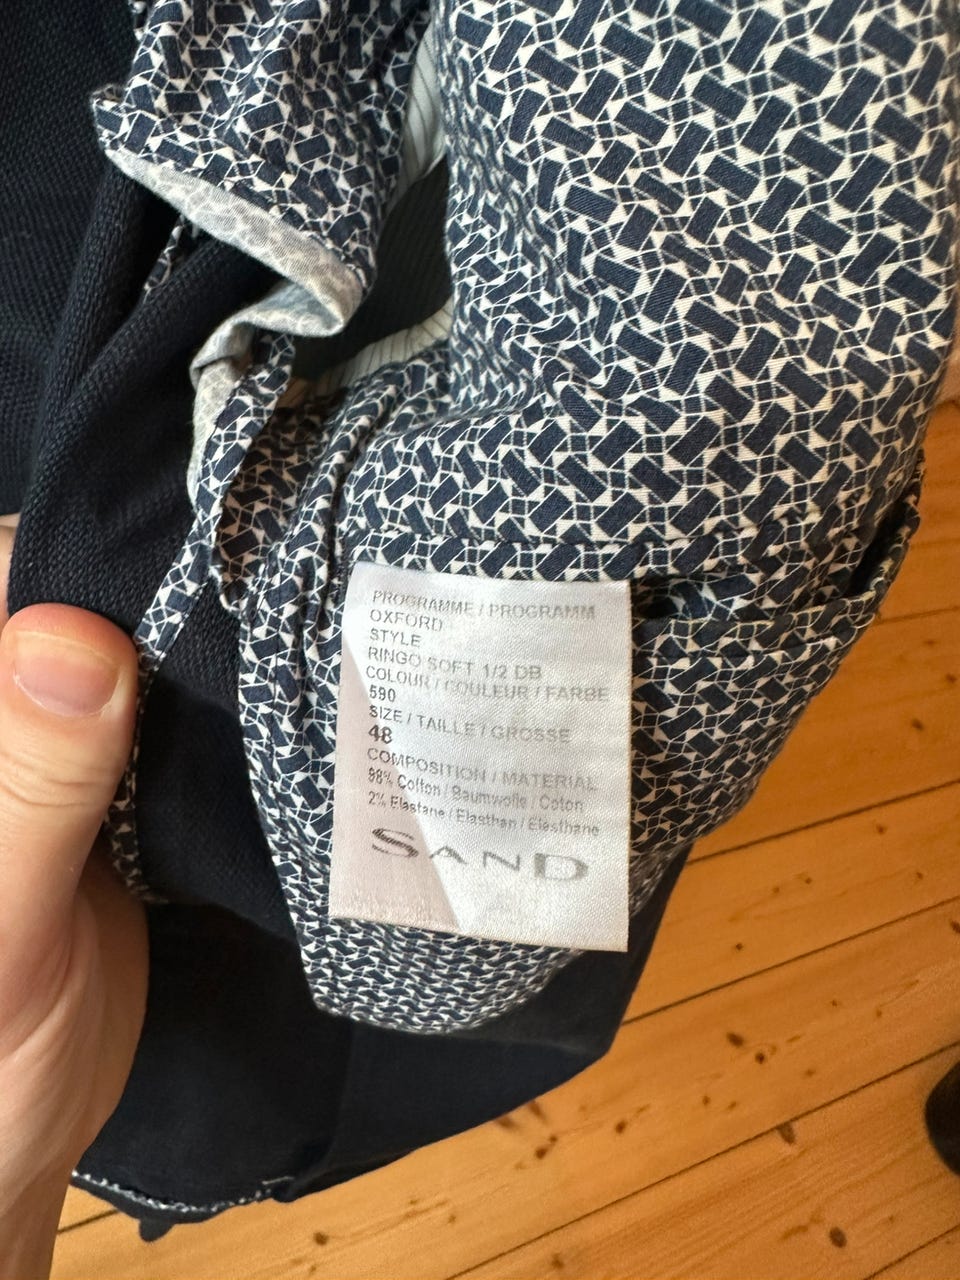 PROGRAMME / PROGRAMM
OXFORD
STYLE
RINGO SOFT 1/2 DB
COLOUR / COULEUR / FARBE
590
SIZE / TAILLE / GROSSE
48
COMPOSITION / MATERIAL
98% Cotton / Baumwolle / Coton
2% Elastane / Elasthan / Elasthane
SAND